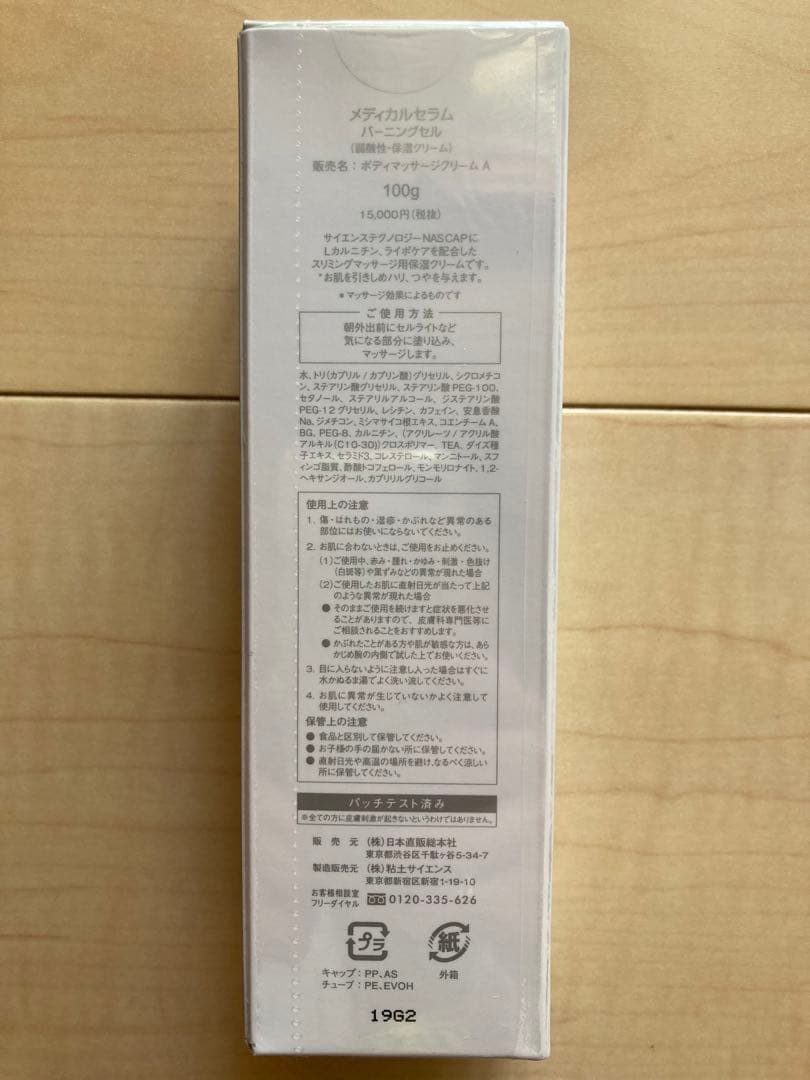 メディカルセラム
バーニングセル
(弱酸性・保湿クリーム)
販売名：ボディマッサージクリーム A
100g
15,000円(税抜)
サイエンステクノロジーNASCAPに
Lカルニチン、ライポケアを配合した
スリミングマッサージ用保湿クリームです。
*お肌を引きしめハリ、つやを与えます。
*マッサージ効果によるものです
ご使用方法
朝外出前にセルライトなど
気になる部分に塗り込み、
マッサージします。
水、トリ(カプリル / カプリン酸)グリセリル、シクロメチコ
ン、ステアリン酸グリセリル、ステアリン酸 PEG-100、
セタノール、ステアリルアルコール、ジステアリン酸
PEG-12 グリセリル、レシチン、カフェイン、安息香酸
Na、ジメチコン、ミシマサイコ根エキス、コエンチーム A、
BG、PEG-8、カルニチン、(アクリレーツ / アクリル酸
アルキル(C10-30))クロスポリマー、TEA、ダイズ種
子エキス、セラミド3、コレステロール、マンニトール、スフ
ィンゴ脂質、酢酸トコフェロール、モンモリロナイト、1,2-
ヘキサンジオール、カプリリルグリコール
使用上の注意
1. 傷・はれもの・湿疹・かぶれなど異常のある
部位にはお使いにならないでください。
2. お肌に合わないときは、ご使用をお止めください。
(1)ご使用中、赤み・腫れ・かゆみ・刺激・色抜け
(白斑等)や黒ずみなどの異常が現れた場合
(2)ご使用したお肌に直射日光が当たって上記
のような異常が現れた場合
● そのままご使用を続けますと症状を悪化させ
ることがありますので、皮膚科専門医等に
ご相談されることをおすすめします。
● かぶれたことがある方や肌が敏感な方は、あら
かじめ腕の内側で試した上でお使いください。
3. 目に入らないように注意し入った場合はすぐに
水かぬるま湯でよく洗い流してください。
4. お肌に異常が生じていないかよく注意して
使用してください。
保管上の注意
● 食品と区別して保管してください。
● お子様の手の届かない所に保管してください。
● 直射日光や高温の場所を避け、なるべく涼しい
所に保管してください。
パッチテスト済み
※全ての方に皮膚刺激が起きないというわけではありません。
販売元 (株)日本直販総本社
東京都渋谷区千駄ヶ谷5-34-7
製造販売元 (株)粘土サイエンス
東京都新宿区新宿1-19-10
お客様相談室
フリーダイヤル 0120-335-626
プラ 紙
外箱
キャップ：PP、AS
チューブ：PE、EVOH
19G2